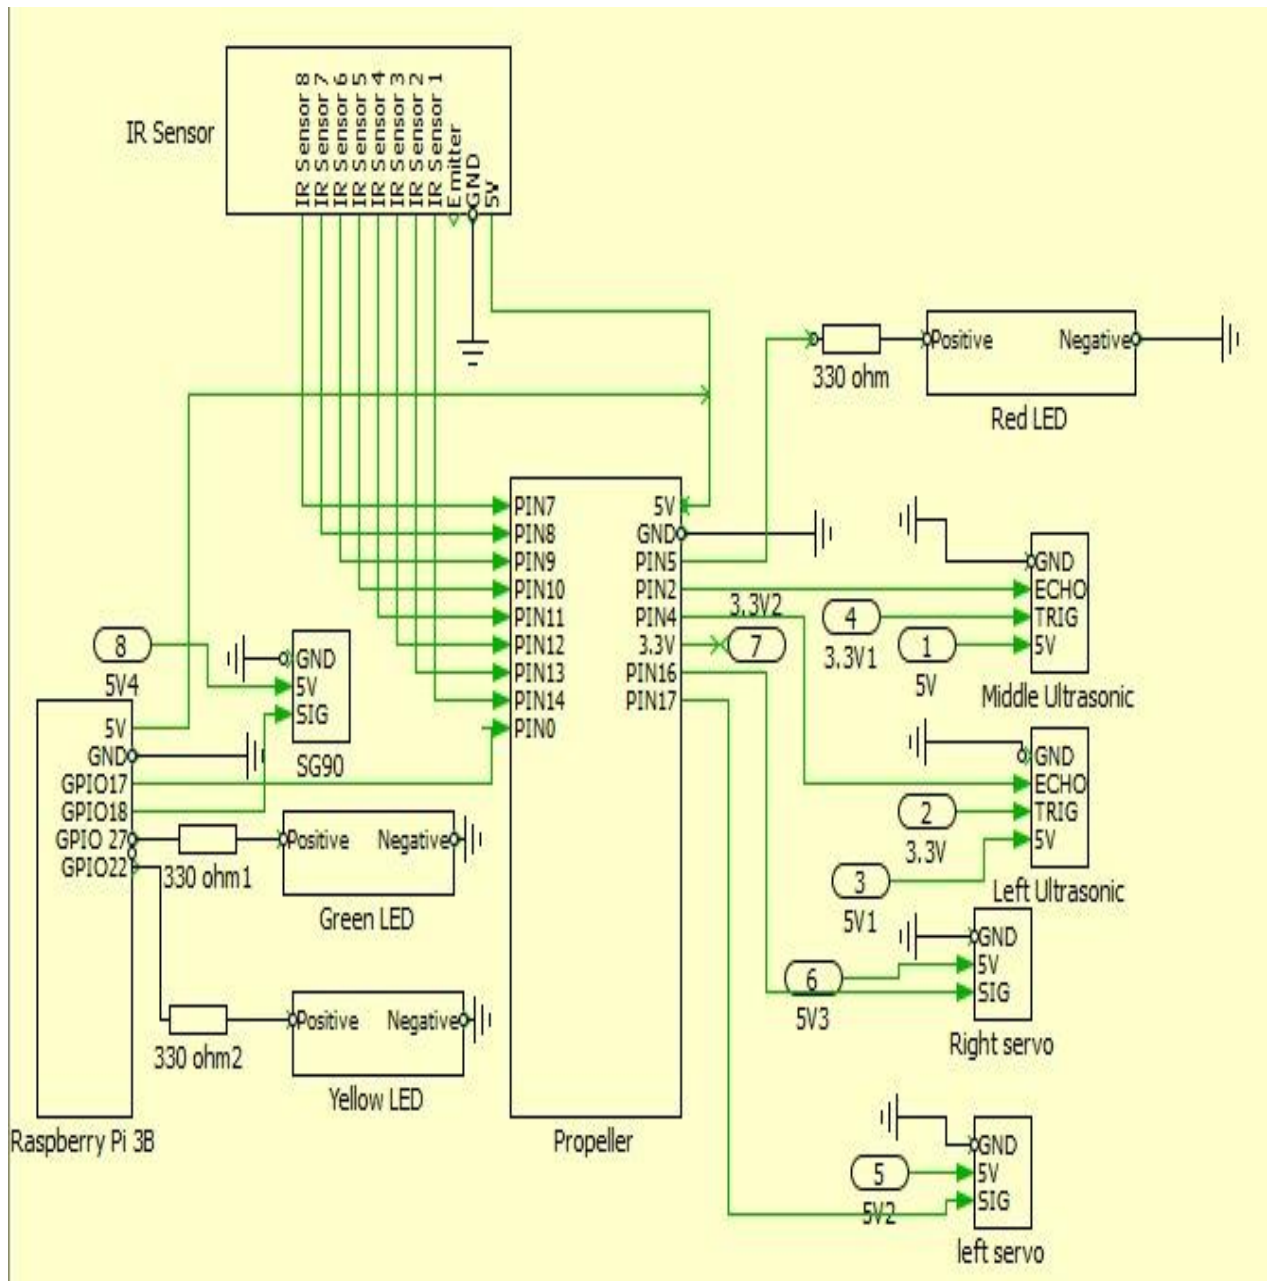 IR Sensor
IR Sensor 8
IR Sensor 7
IR Sensor 6
IR Sensor 5
IR Sensor 4
IR Sensor 3
IR Sensor 2
IR Sensor 1
Emitter
GND
5V
330 ohm
Positive
Negative
Red LED
PIN7
PIN8
PIN9
PIN10
PIN11
PIN12
PIN13
PIN14
PIN0
5V
GND
PIN5
PIN2
PIN4
3.3V
PIN16
PIN17
Propeller
3.3V2
7
4
3.3V1
1
5V
GND
ECHO
TRIG
5V
Middle Ultrasonic
8
5V4
GND
5V
SIG
SG90
5V
GND
GPIO17
GPIO18
GPIO 27
GPIO22
Raspberry Pi 3B
330 ohm1
Positive
Negative
Green LED
330 ohm2
Positive
Negative
Yellow LED
2
3.3V
3
5V1
GND
ECHO
TRIG
5V
Left Ultrasonic
6
5V3
GND
5V
SIG
Right servo
5
5V2
GND
5V
SIG
left servo